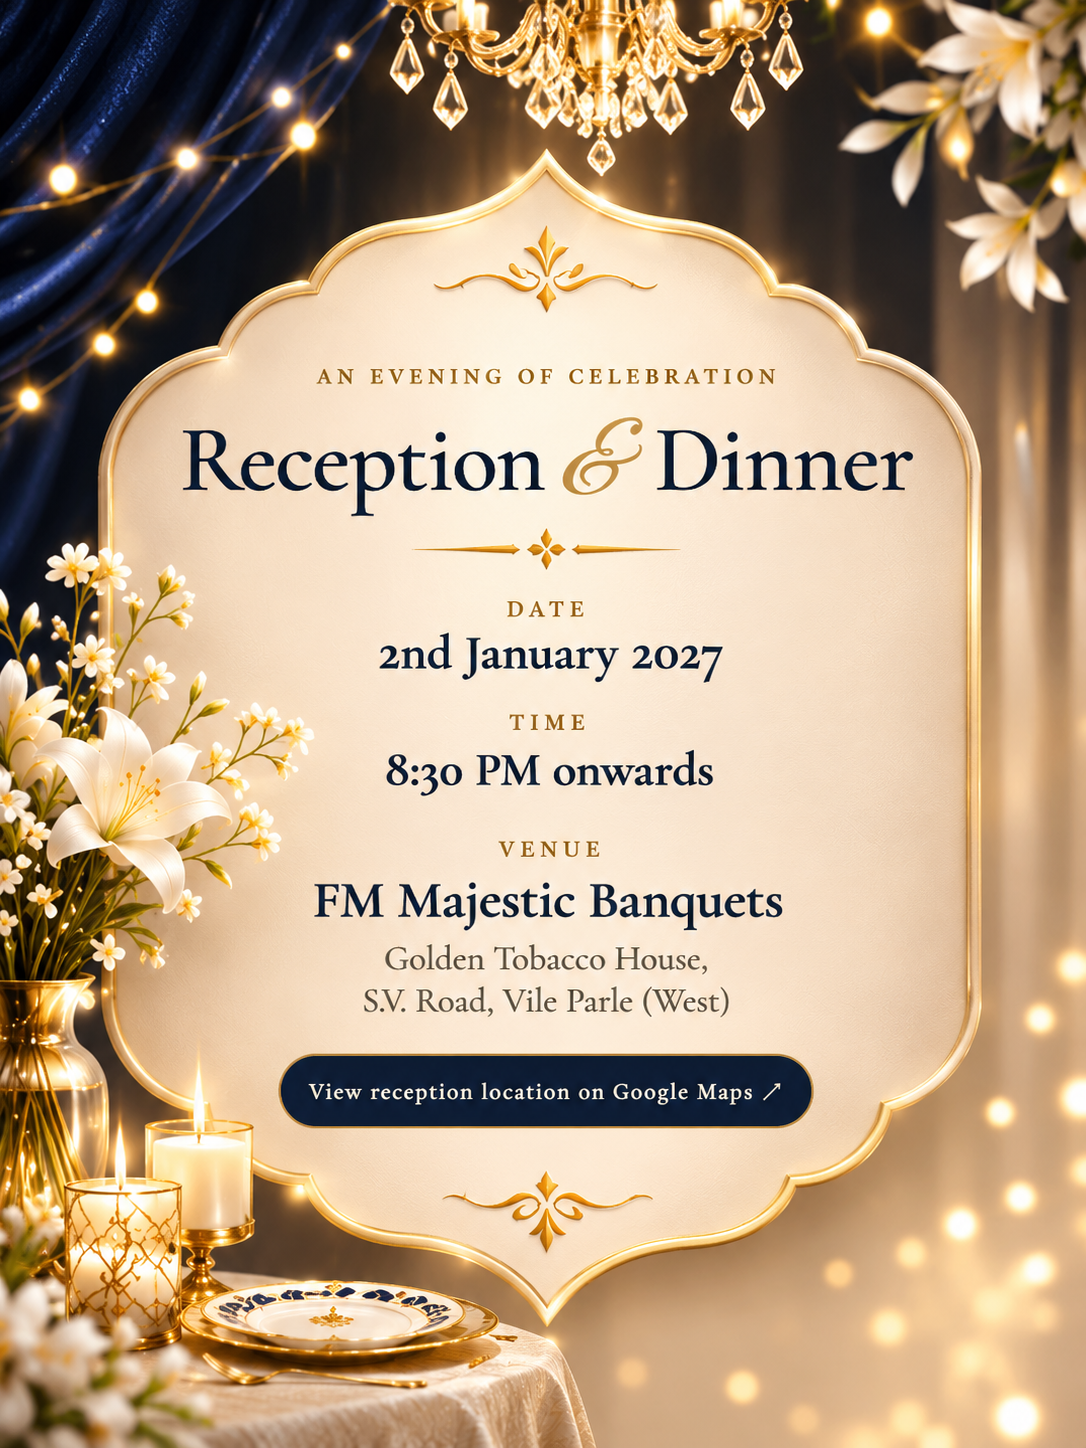 AN EVENING OF CELEBRATION
Reception & Dinner
DATE
2nd January 2027
TIME
8:30 PM onwards
VENUE
FM Majestic Banquets
Golden Tobacco House,
S.V. Road, Vile Parle (West)
View reception location on Google Maps ↗